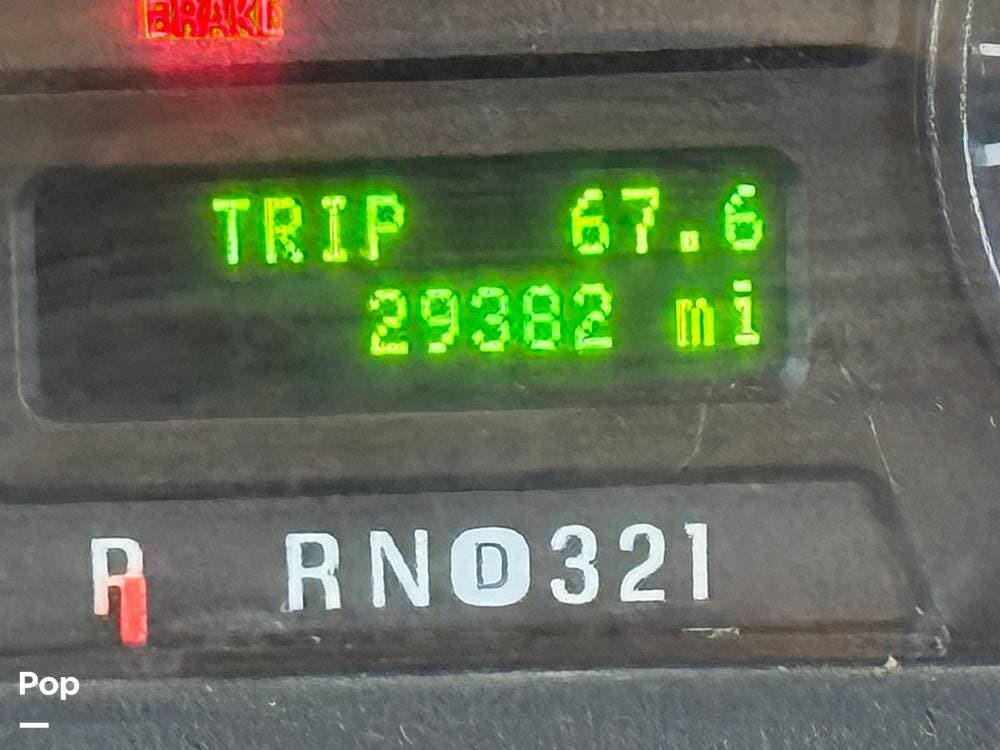 BRAKE
TRIP 67.6
29382 mi
P RND321
Pop